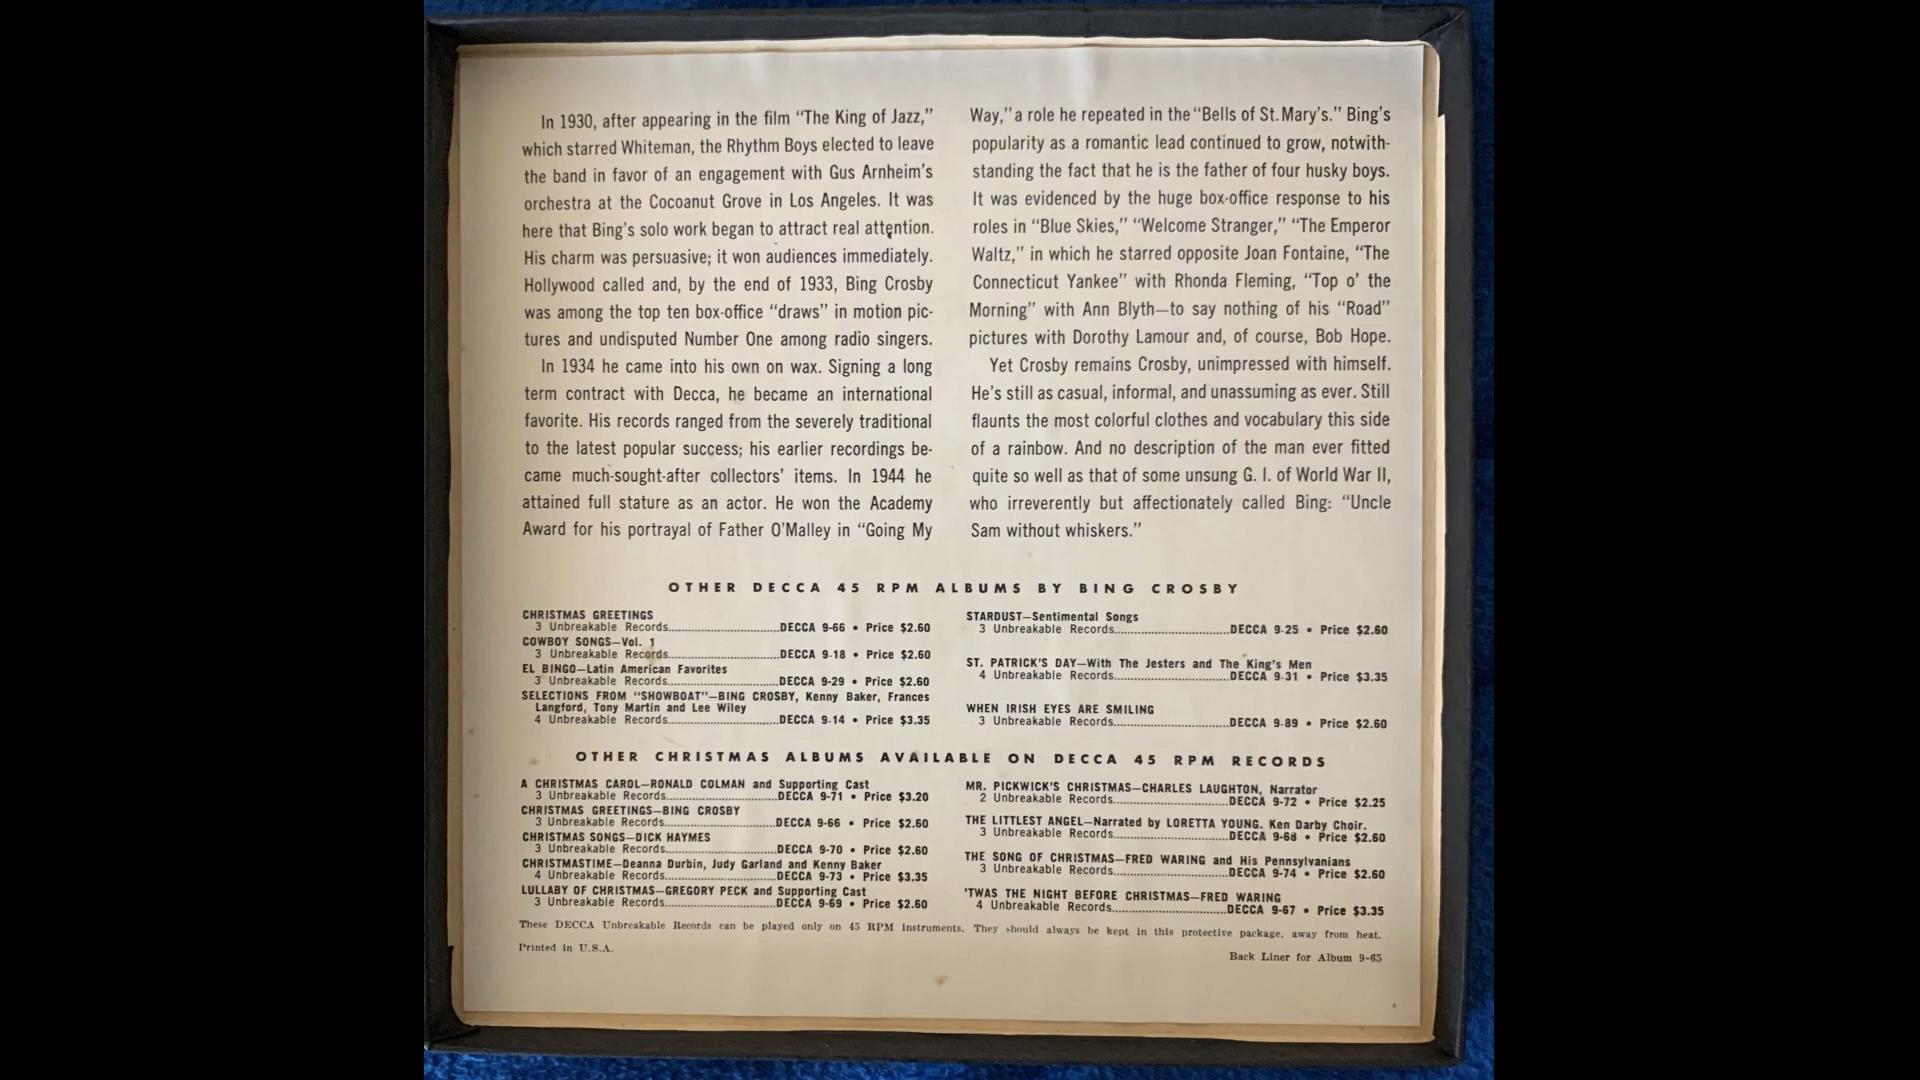 In 1930, after appearing in the film "The King of Jazz,"
which starred Whiteman, the Rhythm Boys elected to leave
the band in favor of an engagement with Gus Arnheim's
orchestra at the Cocoanut Grove in Los Angeles. It was
here that Bing's solo work began to attract real attention.
His charm was persuasive; it won audiences immediately.
Hollywood called and, by the end of 1933, Bing Crosby
was among the top ten box-office "draws" in motion pic-
tures and undisputed Number One among radio singers.
In 1934 he came into his own on wax. Signing a long
term contract with Decca, he became an international
favorite. His records ranged from the severely traditional
to the latest popular success; his earlier recordings be-
came much-sought-after collectors' items. In 1944 he
attained full stature as an actor. He won the Academy
Award for his portrayal of Father O'Malley in "Going My
Way," a role he repeated in the "Bells of St. Mary's." Bing's
popularity as a romantic lead continued to grow, notwith-
standing the fact that he is the father of four husky boys.
It was evidenced by the huge box-office response to his
roles in "Blue Skies," "Welcome Stranger," "The Emperor
Waltz," in which he starred opposite Joan Fontaine, "The
Connecticut Yankee" with Rhonda Fleming, "Top o' the
Morning" with Ann Blyth—to say nothing of his "Road"
pictures with Dorothy Lamour and, of course, Bob Hope.
Yet Crosby remains Crosby, unimpressed with himself.
He's still as casual, informal, and unassuming as ever. Still
flaunts the most colorful clothes and vocabulary this side
of a rainbow. And no description of the man ever fitted
quite so well as that of some unsung G. I. of World War II,
who irreverently but affectionately called Bing: "Uncle
Sam without whiskers."
OTHER DECCA 45 RPM ALBUMS BY BING CROSBY
CHRISTMAS GREETINGS
3 Unbreakable Records..............................DECCA 9-66 • Price $2.60
COWBOY SONGS—Vol. 1
3 Unbreakable Records..............................DECCA 9-18 • Price $2.60
EL BINGO—Latin American Favorites
3 Unbreakable Records..............................DECCA 9-29 • Price $2.60
SELECTIONS FROM "SHOWBOAT"—BING CROSBY, Kenny Baker, Frances
Langford, Tony Martin and Lee Wiley
4 Unbreakable Records..............................DECCA 9-14 • Price $3.35
STARDUST—Sentimental Songs
3 Unbreakable Records..............................DECCA 9-25 • Price $2.60
ST. PATRICK'S DAY—With The Jesters and The King's Men
4 Unbreakable Records..............................DECCA 9-31 • Price $3.35
WHEN IRISH EYES ARE SMILING
3 Unbreakable Records..............................DECCA 9-89 • Price $2.60
OTHER CHRISTMAS ALBUMS AVAILABLE ON DECCA 45 RPM RECORDS
A CHRISTMAS CAROL—RONALD COLMAN and Supporting Cast
3 Unbreakable Records..............................DECCA 9-71 • Price $3.20
CHRISTMAS GREETINGS—BING CROSBY
3 Unbreakable Records..............................DECCA 9-66 • Price $2.60
CHRISTMAS SONGS—DICK HAYMES
3 Unbreakable Records..............................DECCA 9-70 • Price $2.60
CHRISTMASTIME—Deanna Durbin, Judy Garland and Kenny Baker
4 Unbreakable Records..............................DECCA 9-73 • Price $3.35
LULLABY OF CHRISTMAS—GREGORY PECK and Supporting Cast
3 Unbreakable Records..............................DECCA 9-69 • Price $2.60
MR. PICKWICK'S CHRISTMAS—CHARLES LAUGHTON, Narrator
2 Unbreakable Records..............................DECCA 9-72 • Price $2.25
THE LITTLEST ANGEL—Narrated by LORETTA YOUNG. Ken Darby Choir.
3 Unbreakable Records..............................DECCA 9-68 • Price $2.60
THE SONG OF CHRISTMAS—FRED WARING and His Pennsylvanians
3 Unbreakable Records..............................DECCA 9-74 • Price $2.60
'TWAS THE NIGHT BEFORE CHRISTMAS—FRED WARING
4 Unbreakable Records..............................DECCA 9-67 • Price $3.35
These DECCA Unbreakable Records can be played only on 45 RPM Instruments. They should always be kept in this protective package, away from heat.
Printed in U.S.A.
Back Liner for Album 9-65